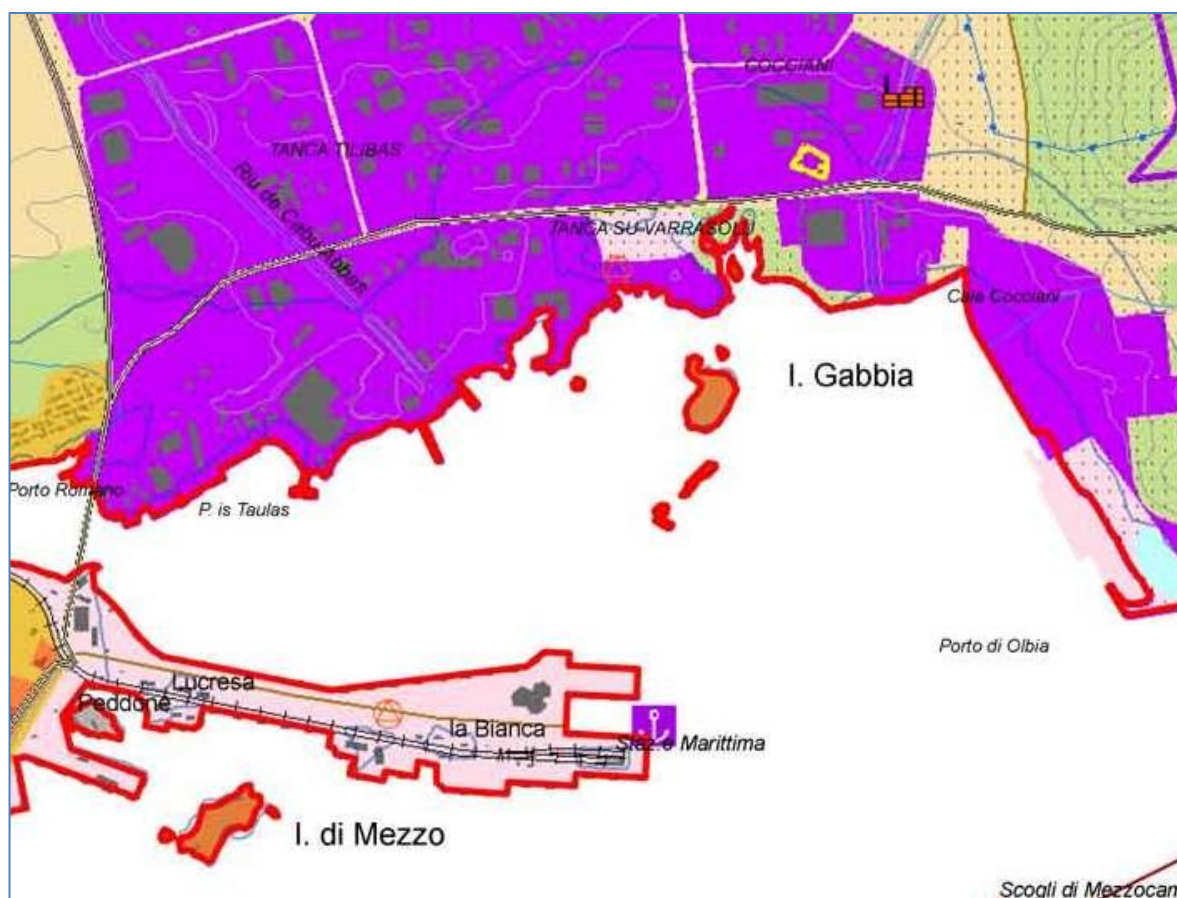 COCCIANI
TANCA TILIBAS
Riu de Cabu Abbas
TANCA SU VARRASOLU
Cala Cocciani
I. Gabbia
Porto Romano
P. is Taulas
Porto di Olbia
Lucresa
Peddone
la Bianca
Staz.e Marittima
I. di Mezzo
Scogli di Mezzocam